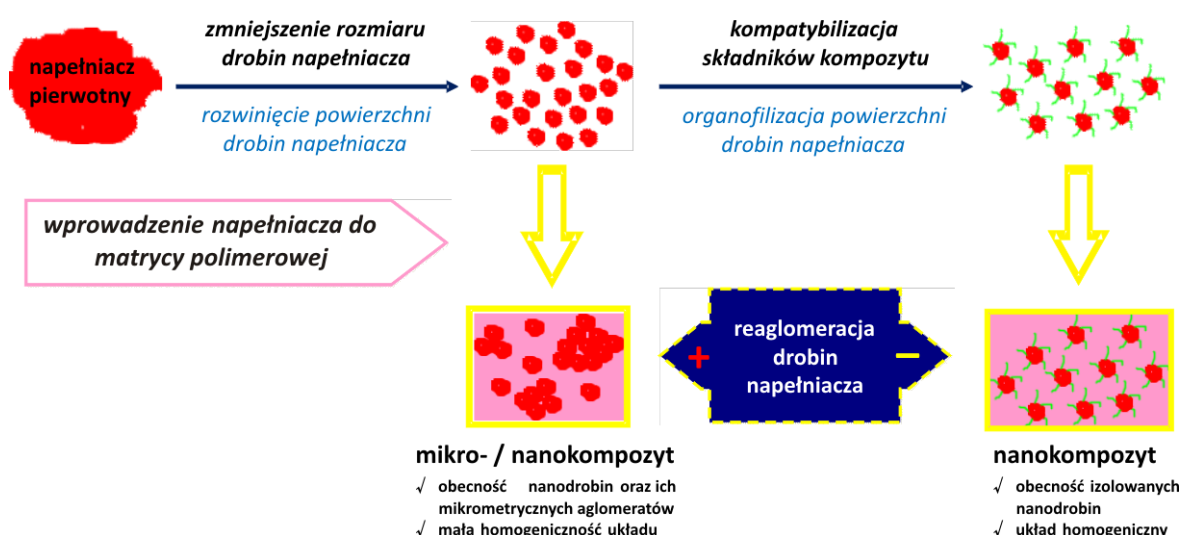 napełniacz
pierwotny
zmniejszenie rozmiaru
drobin napełniacza
rozwinięcie powierzchni
drobin napełniacza
kompatybilizacja
składników kompozytu
organofilizacja powierzchni
drobin napełniacza
wprowadzenie napełniacza do
matrycy polimerowej
+
reaglomeracja
drobin
napełniacza
−
mikro- / nanokompozyt
√ obecność nanodrobin oraz ich
mikrometrycznych aglomeratów
√ mała homogeniczność układu
nanokompozyt
√ obecność izolowanych
nanodrobin
√ układ homogeniczny